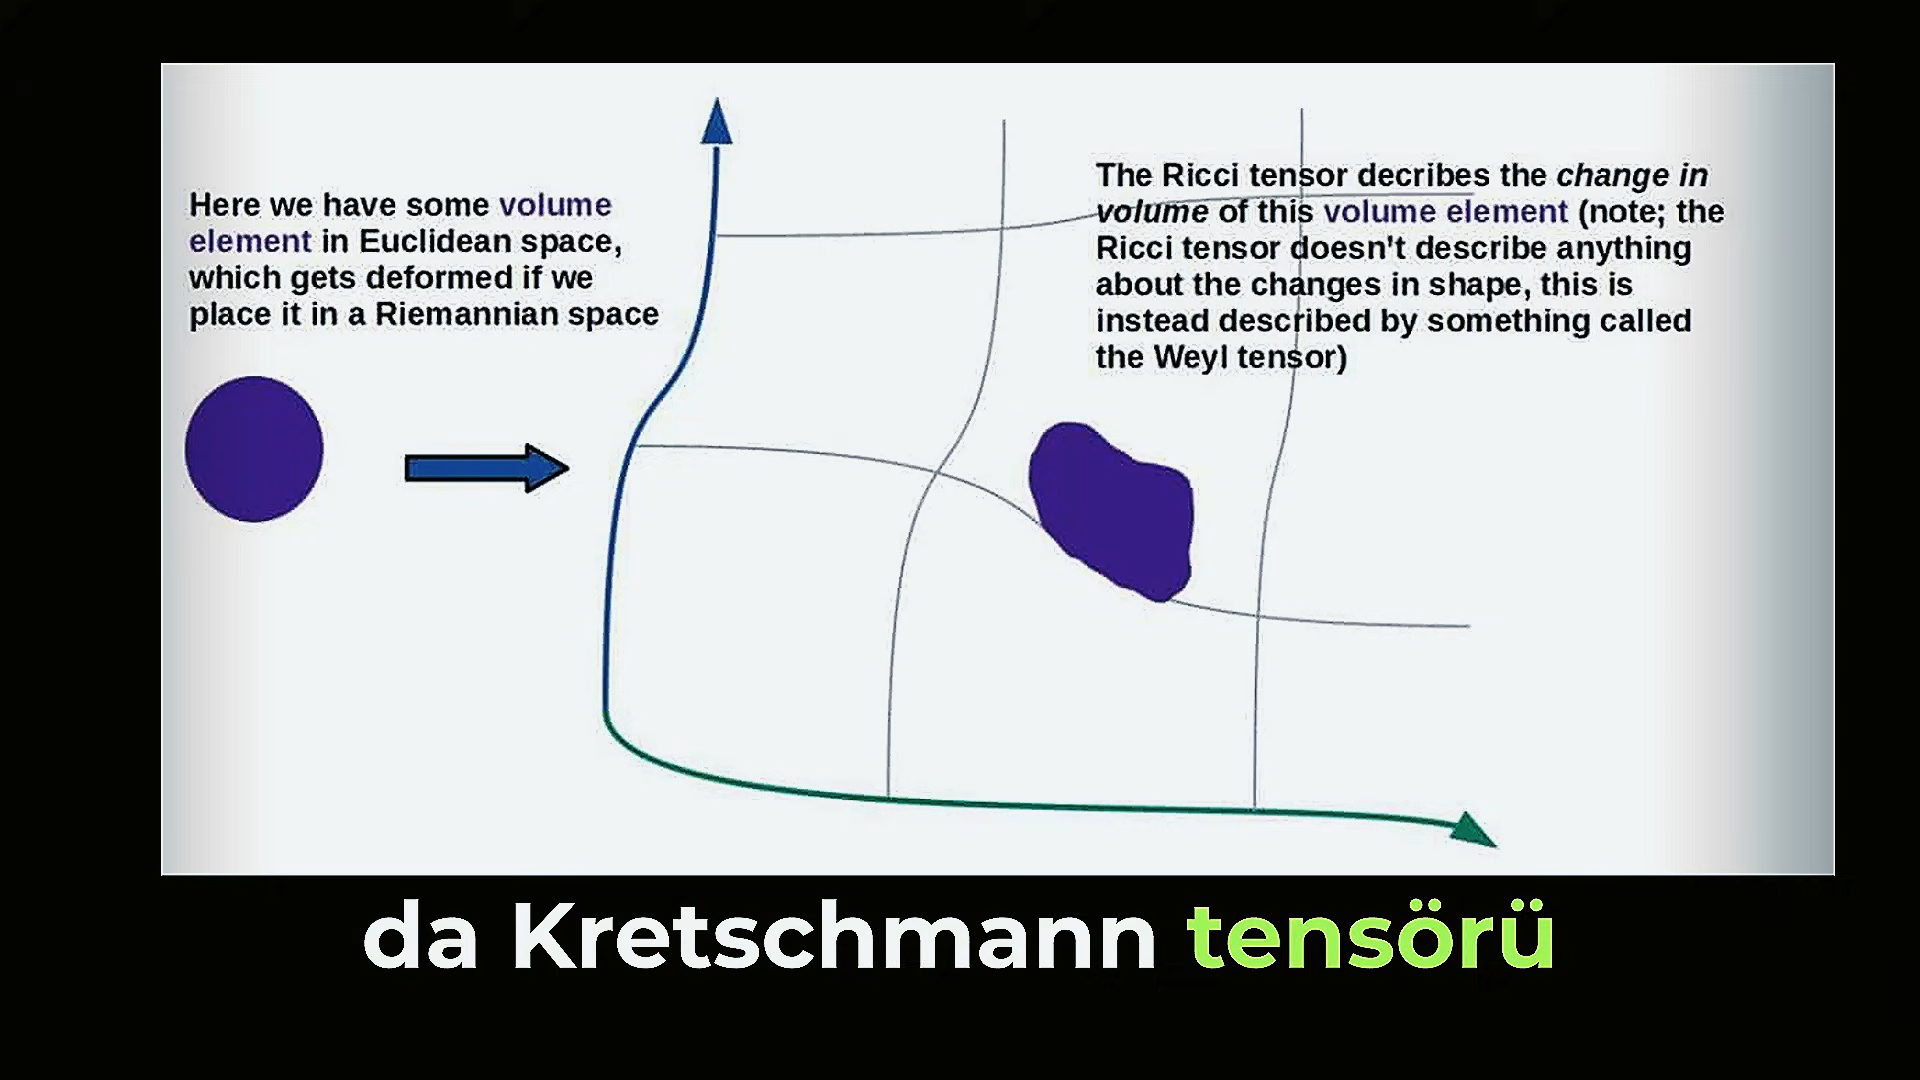 Here we have some volume
element in Euclidean space,
which gets deformed if we
place it in a Riemannian space
The Ricci tensor decribes the change in
volume of this volume element (note; the
Ricci tensor doesn't describe anything
about the changes in shape, this is
instead described by something called
the Weyl tensor)
da Kretschmann tensörü